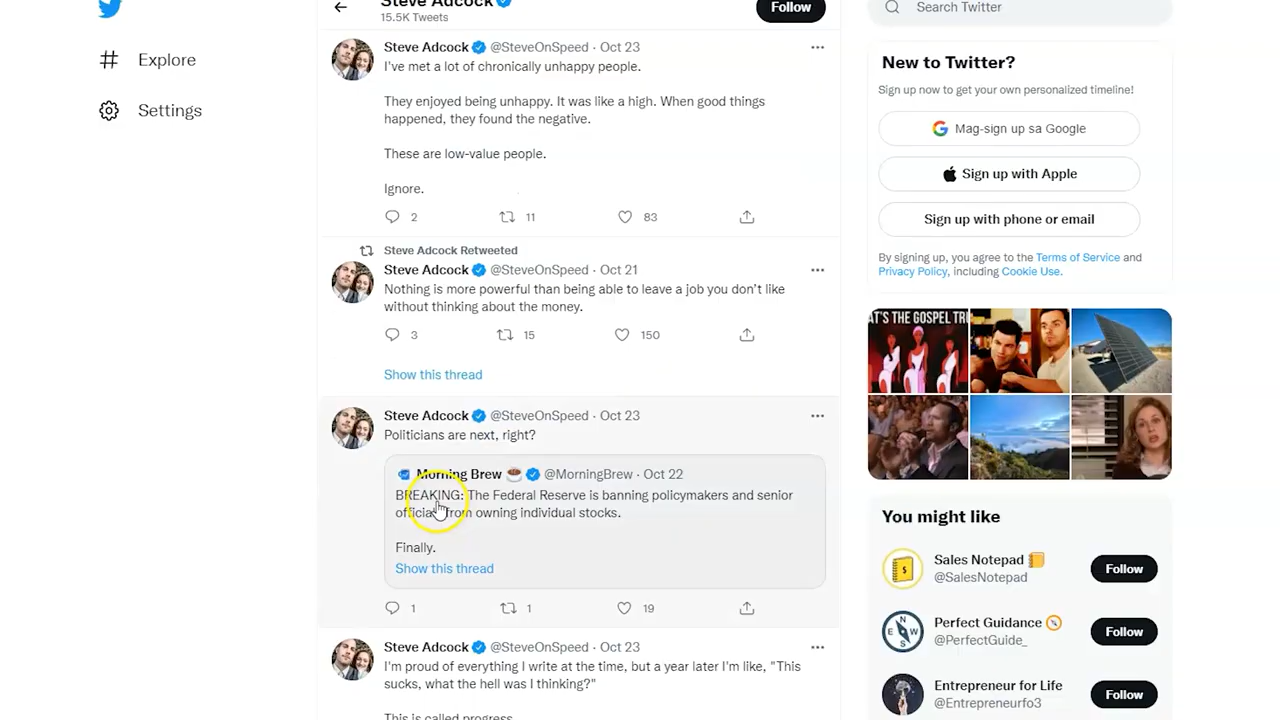 Steve Adcock
15.5K Tweets
Follow
Search Twitter
Explore
Settings
Steve Adcock @SteveOnSpeed · Oct 23
I've met a lot of chronically unhappy people.
They enjoyed being unhappy. It was like a high. When good things
happened, they found the negative.
These are low-value people.
Ignore.
2 11 83
Steve Adcock Retweeted
Steve Adcock @SteveOnSpeed · Oct 21
Nothing is more powerful than being able to leave a job you don't like
without thinking about the money.
3 15 150
Show this thread
Steve Adcock @SteveOnSpeed · Oct 23
Politicians are next, right?
Morning Brew ☕ @MorningBrew · Oct 22
BREAKING: The Federal Reserve is banning policymakers and senior
officials from owning individual stocks.
Finally.
Show this thread
1 1 19
Steve Adcock @SteveOnSpeed · Oct 23
I'm proud of everything I write at the time, but a year later I'm like, "This
sucks, what the hell was I thinking?"
This is called progress.
New to Twitter?
Sign up now to get your own personalized timeline!
Mag-sign up sa Google
Sign up with Apple
Sign up with phone or email
By signing up, you agree to the Terms of Service and
Privacy Policy, including Cookie Use.
AT'S THE GOSPEL TR
You might like
Sales Notepad 📒
@SalesNotepad
Follow
Perfect Guidance 🧭
@PerfectGuide_
Follow
Entrepreneur for Life
@Entrepreneurfo3
Follow